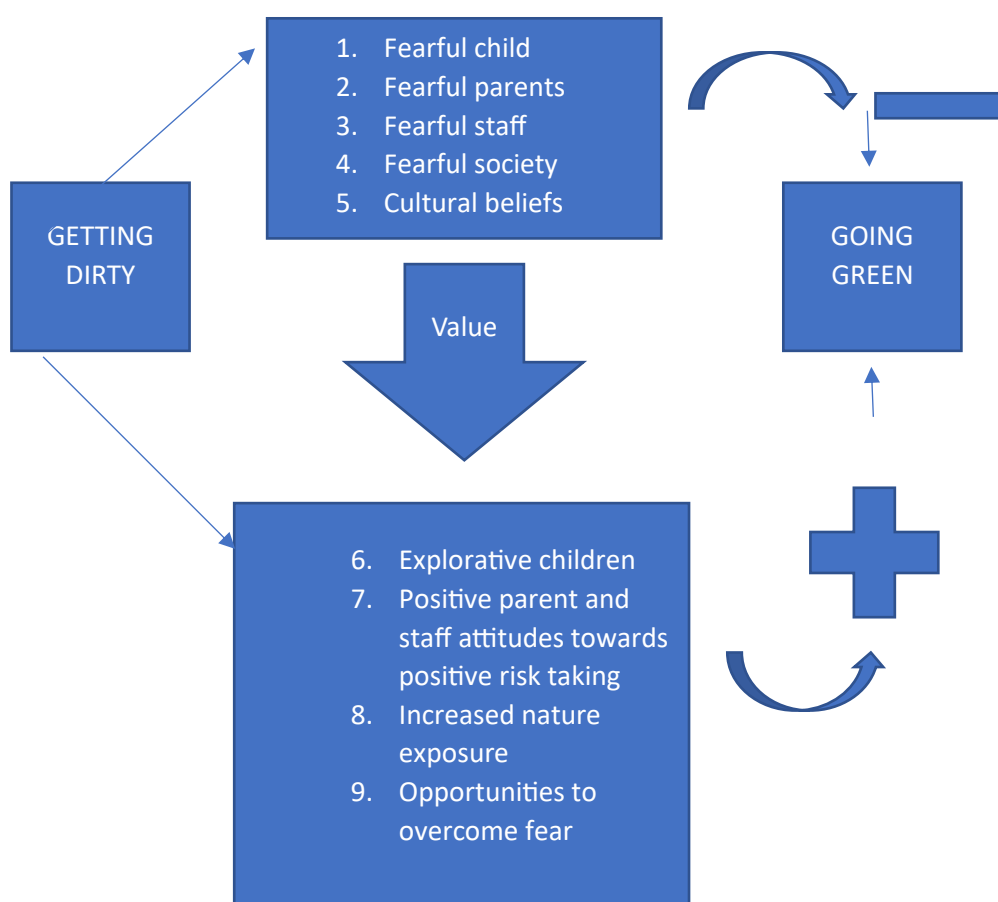 1. Fearful child
2. Fearful parents
3. Fearful staff
4. Fearful society
5. Cultural beliefs
GETTING
DIRTY
GOING
GREEN
Value
6. Explorative children
7. Positive parent and
staff attitudes towards
positive risk taking
8. Increased nature
exposure
9. Opportunities to
overcome fear